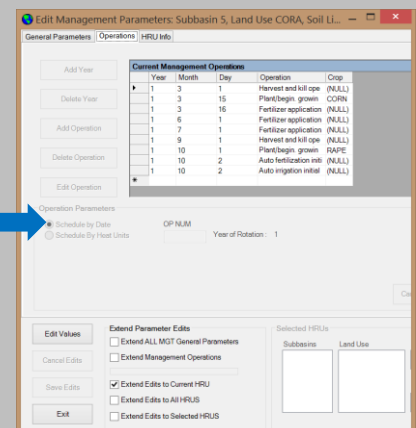 Edit Management Parameters: Subbasin 5, Land Use CORA, Soil Li...
General Parameters Operations HRU Info
Add Year
Delete Year
Add Operation
Delete Operation
Edit Operation
Current Management Operations
Year Month Day Operation Crop
1 3 1 Harvest and kill ope (NULL)
1 3 15 Plant/begin. growin CORN
1 3 16 Fertilizer application (NULL)
1 6 1 Fertilizer application (NULL)
1 7 1 Fertilizer application (NULL)
1 9 1 Harvest and kill ope (NULL)
1 10 1 Plant/begin. growin RAPE
1 10 2 Auto fertilization initi (NULL)
1 10 2 Auto irrigation initial (NULL)
*
Operation Parameters
Schedule by Date
Schedule By Heat Units
OP NUM
Year of Rotation : 1
Edit Values
Cancel Edits
Save Edits
Exit
Extend Parameter Edits
Extend ALL MGT General Parameters
Extend Management Operations
Extend Edits to Current HRU
Extend Edits to All HRUS
Extend Edits to Selected HRUS
Selected HRUs
Subbasins Land Use